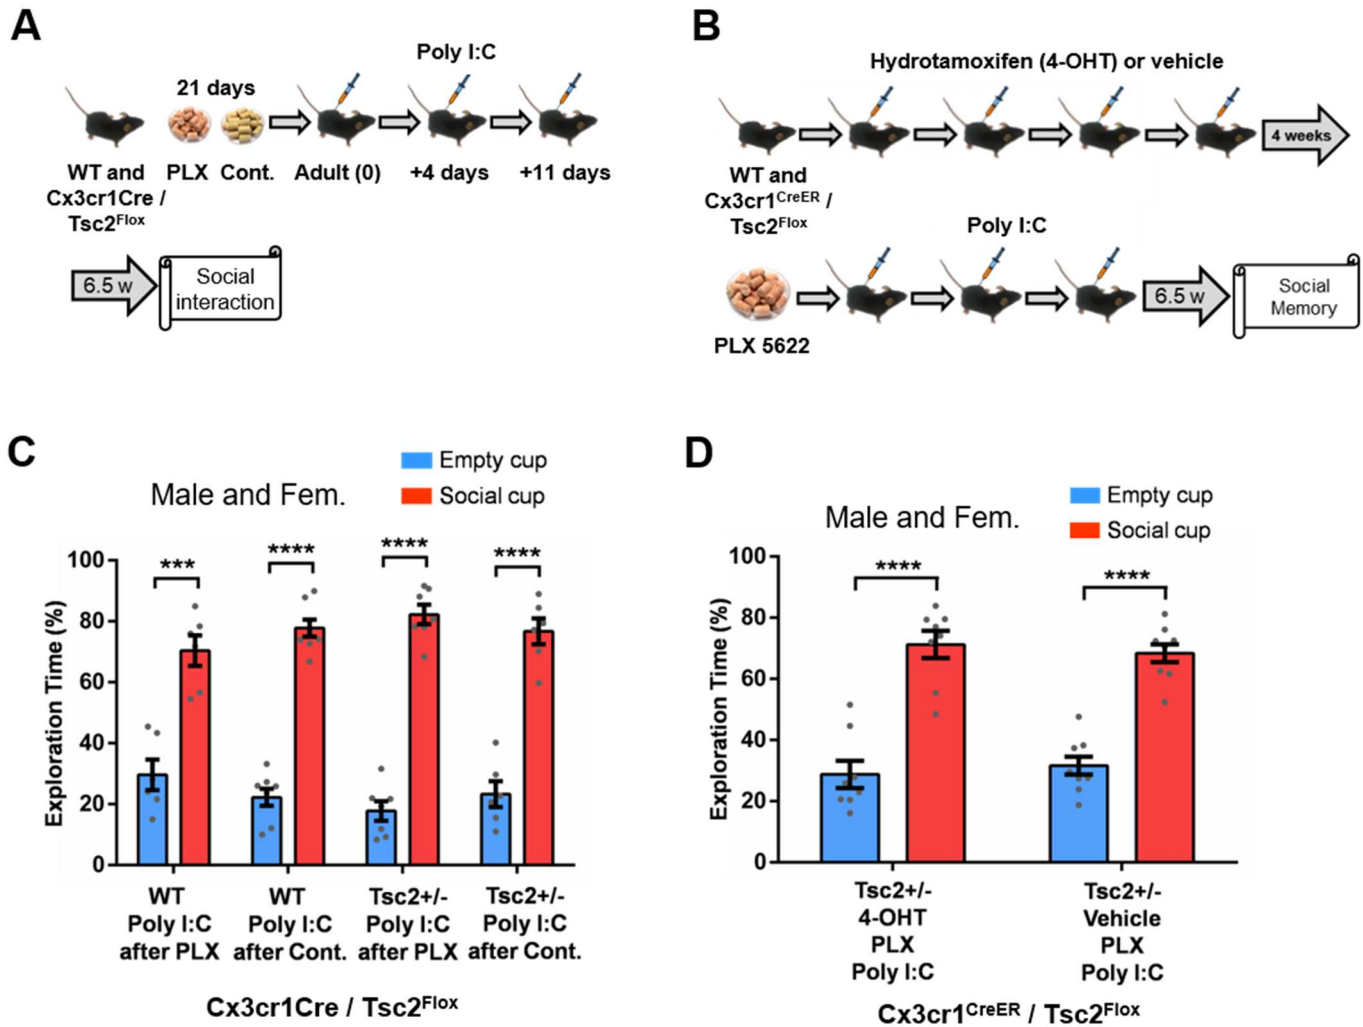 A
Poly I:C
21 days
WT and
Cx3cr1Cre /
Tsc2Flox
PLX
Cont.
Adult (0)
+4 days
+11 days
6.5 w
Social
interaction
B
Hydrotamoxifen (4-OHT) or vehicle
4 weeks
WT and
Cx3cr1CreER /
Tsc2Flox
Poly I:C
PLX 5622
6.5 w
Social
Memory
C
Empty cup
Social cup
Male and Fem.
Exploration Time (%)
100
80
60
40
20
0
***
****
****
****
WT
Poly I:C
after PLX
WT
Poly I:C
after Cont.
Tsc2+/-
Poly I:C
after PLX
Tsc2+/-
Poly I:C
after Cont.
Cx3cr1Cre / Tsc2Flox
D
Empty cup
Social cup
Male and Fem.
Exploration Time (%)
100
80
60
40
20
0
****
****
Tsc2+/-
4-OHT
PLX
Poly I:C
Tsc2+/-
Vehicle
PLX
Poly I:C
Cx3cr1CreER / Tsc2Flox